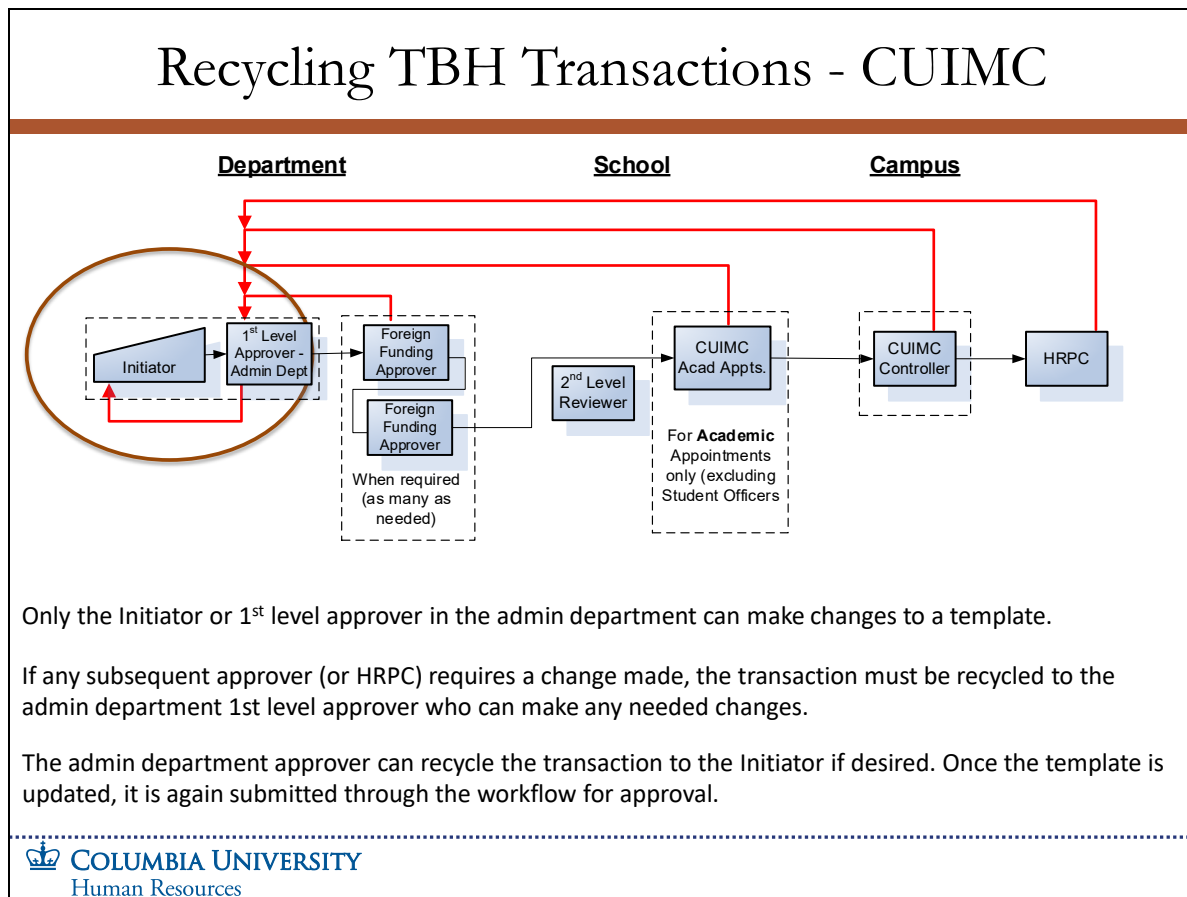 Recycling TBH Transactions - CUIMC
Department
School
Campus
Initiator
1st Level
Approver -
Admin Dept
Foreign
Funding
Approver
Foreign
Funding
Approver
When required
(as many as
needed)
2nd Level
Reviewer
CUIMC
Acad Appts.
For Academic
Appointments
only (excluding
Student Officers
CUIMC
Controller
HRPC
Only the Initiator or 1st level approver in the admin department can make changes to a template.
If any subsequent approver (or HRPC) requires a change made, the transaction must be recycled to the
admin department 1st level approver who can make any needed changes.
The admin department approver can recycle the transaction to the Initiator if desired. Once the template is
updated, it is again submitted through the workflow for approval.
COLUMBIA UNIVERSITY
Human Resources